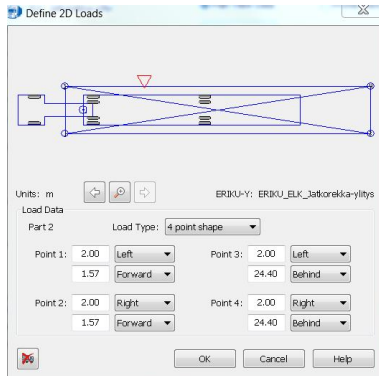 Define 2D Loads
Units: m
ERIKU-Y: ERIKU_ELK_Jatkorekka-ylitys
Load Data
Part 2 Load Type: 4 point shape
Point 1: 2.00 Left Point 3: 2.00 Left
1.57 Forward 24.40 Behind
Point 2: 2.00 Right Point 4: 2.00 Right
1.57 Forward 24.40 Behind
OK Cancel Help